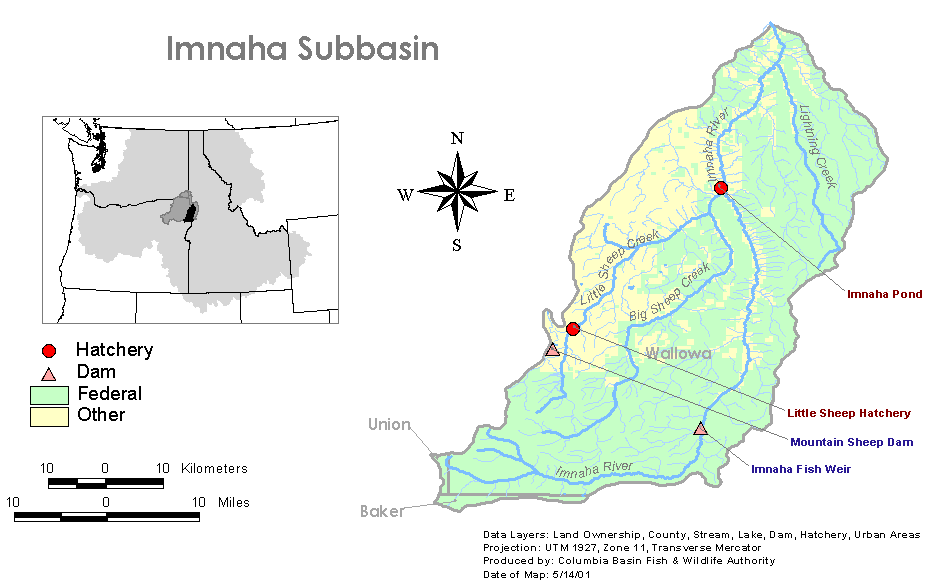 Imnaha Subbasin
N
W
E
S
Imnaha River
Lightning Creek
Little Sheep Creek
Big Sheep Creek
Imnaha Pond
Wallowa
Hatchery
Dam
Federal
Other
Little Sheep Hatchery
Mountain Sheep Dam
Imnaha Fish Weir
Union
Imnaha River
Baker
10 0 10 Kilometers
10 0 10 Miles
Data Layers: Land Ownership, County, Stream, Lake, Dam, Hatchery, Urban Areas
Projection: UTM 1927, Zone 11, Transverse Mercator
Produced by: Columbia Basin Fish & Wildlife Authority
Date of Map: 5/14/01